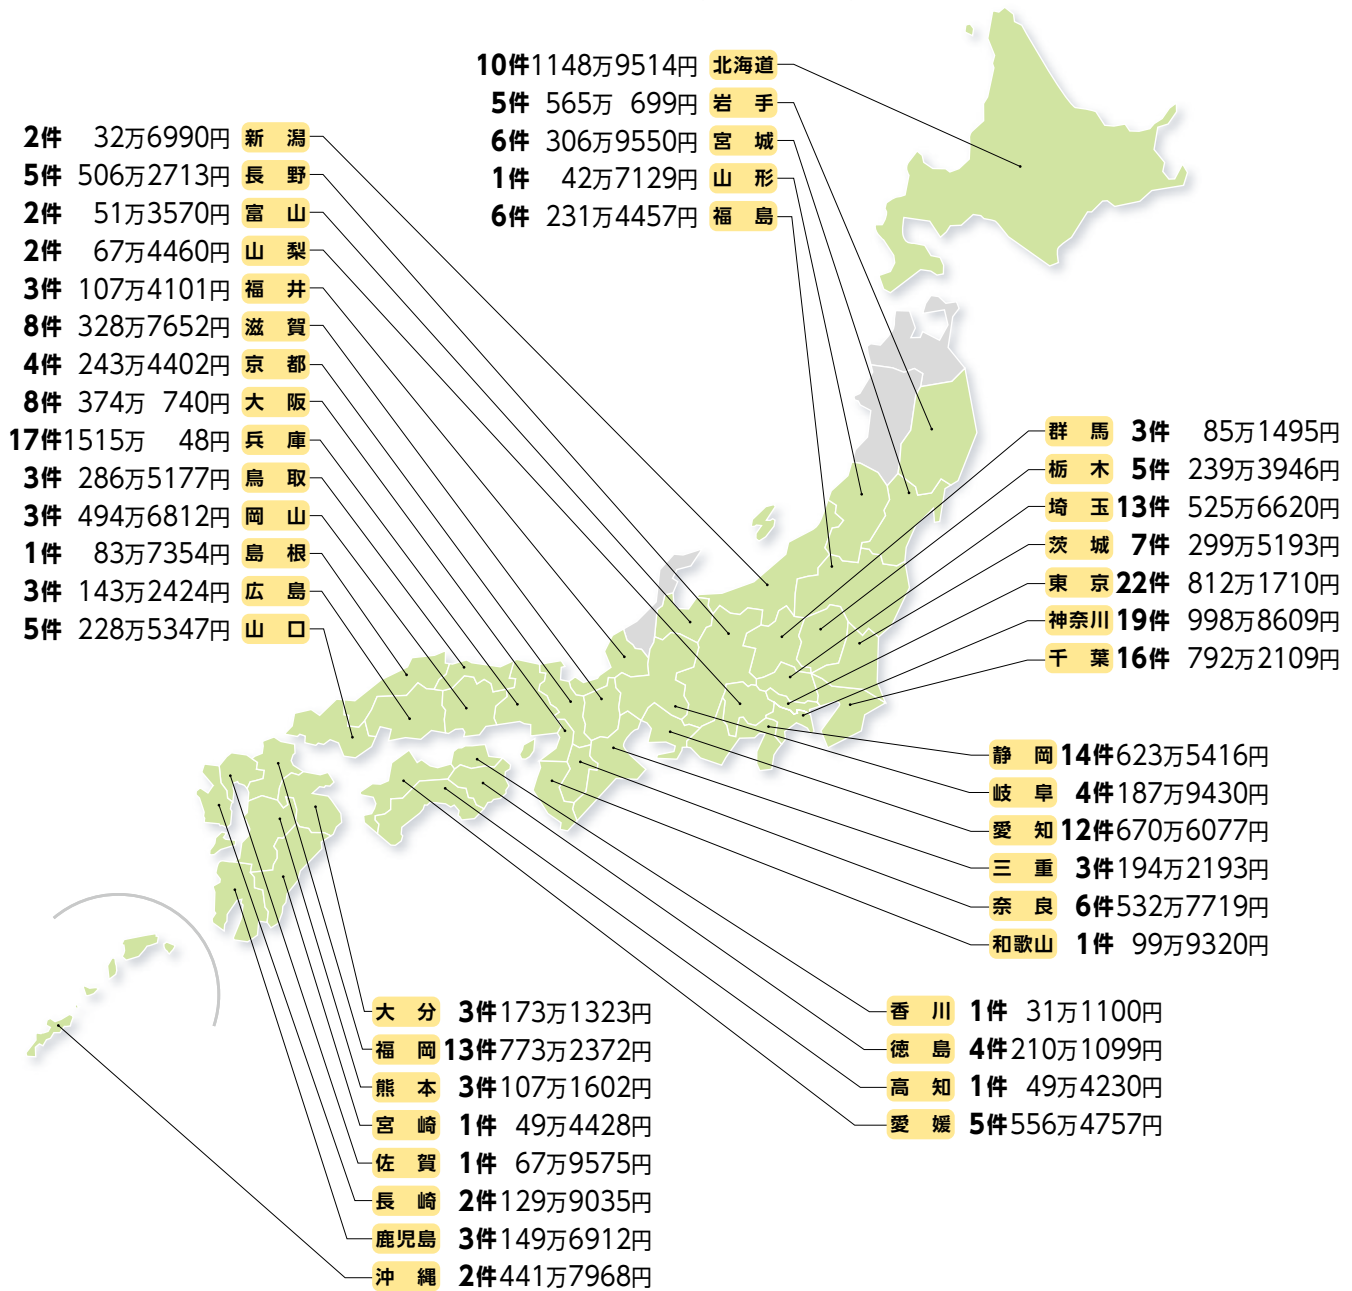 10件1148万9514円 北海道
5件 565万 699円 岩手
6件 306万9550円 宮城
1件 42万7129円 山形
6件 231万4457円 福島
2件 32万6990円 新潟
5件 506万2713円 長野
2件 51万3570円 富山
2件 67万4460円 山梨
3件 107万4101円 福井
8件 328万7652円 滋賀
4件 243万4402円 京都
8件 374万 740円 大阪
17件1515万 48円 兵庫
3件 286万5177円 鳥取
3件 494万6812円 岡山
1件 83万7354円 島根
3件 143万2424円 広島
5件 228万5347円 山口
群馬 3件 85万1495円
栃木 5件 239万3946円
埼玉 13件 525万6620円
茨城 7件 299万5193円
東京 22件 812万1710円
神奈川 19件 998万8609円
千葉 16件 792万2109円
静岡 14件623万5416円
岐阜 4件187万9430円
愛知 12件670万6077円
三重 3件194万2193円
奈良 6件532万7719円
和歌山 1件 99万9320円
大分 3件173万1323円
福岡 13件773万2372円
熊本 3件107万1602円
宮崎 1件 49万4428円
佐賀 1件 67万9575円
長崎 2件129万9035円
鹿児島 3件149万6912円
沖縄 2件441万7968円
香川 1件 31万1100円
徳島 4件210万1099円
高知 1件 49万4230円
愛媛 5件556万4757円